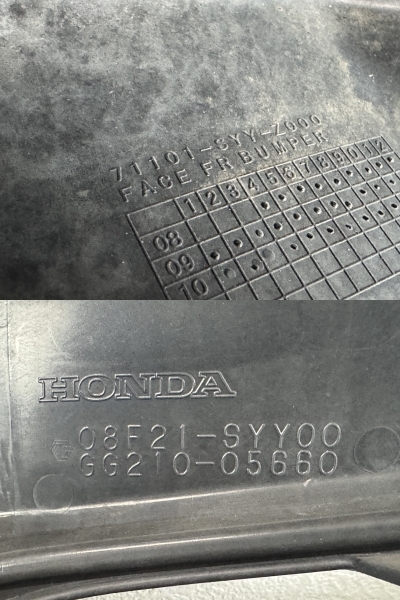 71101-SYY-Z000
FACE FR BUMPER
1 2 3 4 5 6 7 8 9 10 12
08
09
10
HONDA
08F21-SYY00
GG210-05660